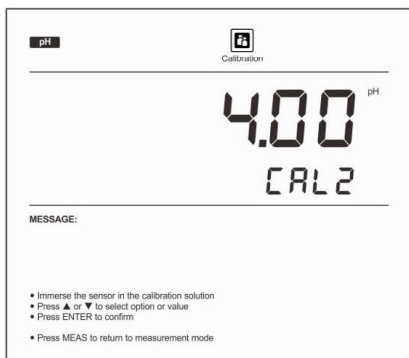 pH
Calibration
4.00 pH
CAL2
MESSAGE:
• Immerse the sensor in the calibration solution
• Press ▲ or ▼ to select option or value
• Press ENTER to confirm
• Press MEAS to return to measurement mode